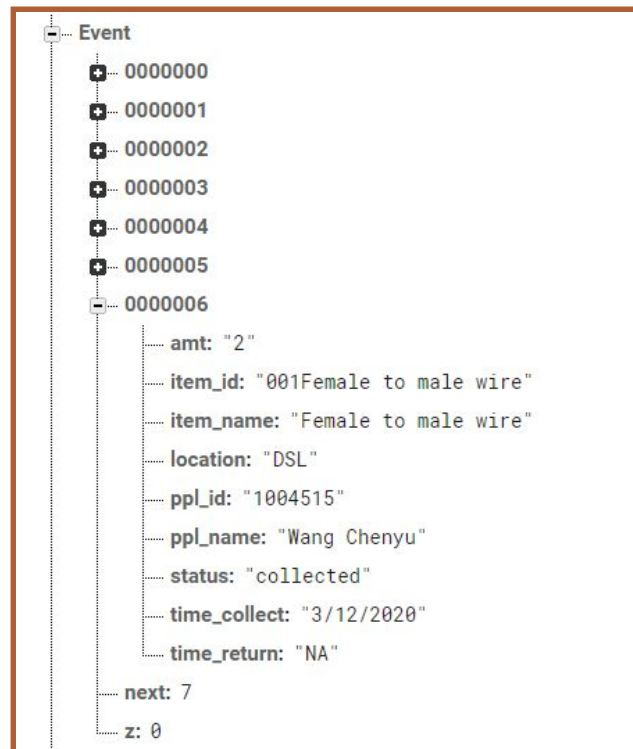 Event
0000000
0000001
0000002
0000003
0000004
0000005
0000006
amt: "2"
item_id: "001Female to male wire"
item_name: "Female to male wire"
location: "DSL"
ppl_id: "1004515"
ppl_name: "Wang Chenyu"
status: "collected"
time_collect: "3/12/2020"
time_return: "NA"
next: 7
z: 0